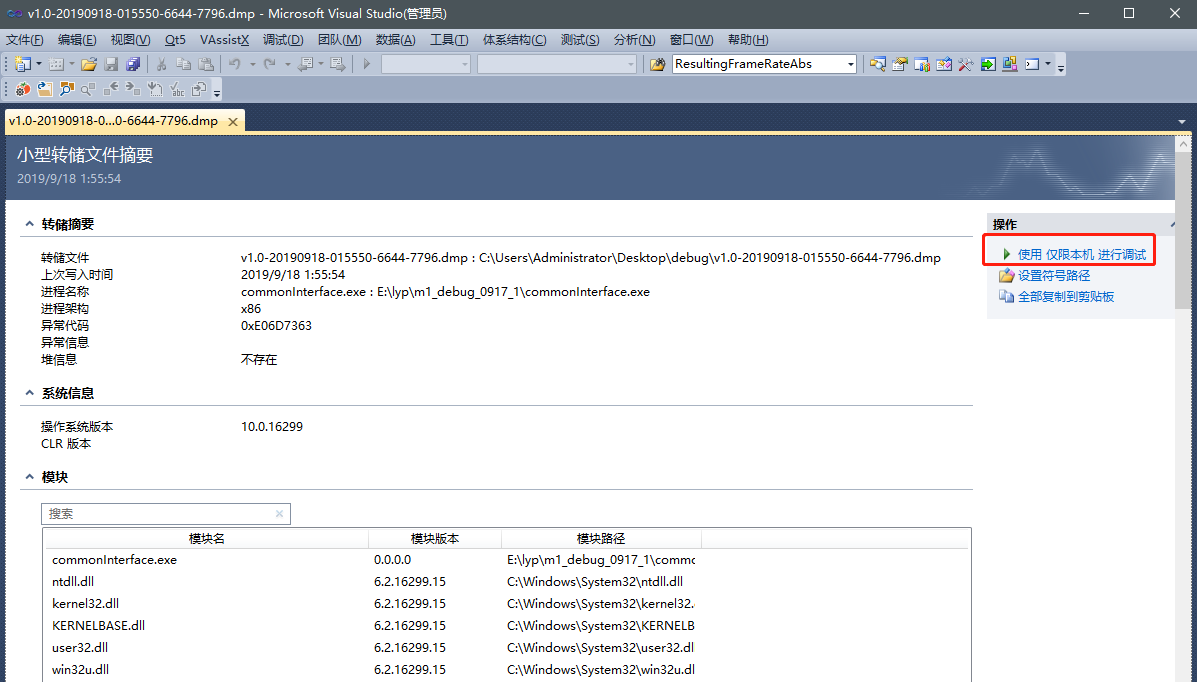 v1.0-20190918-015550-6644-7796.dmp - Microsoft Visual Studio(管理员)
文件(F) 编辑(E) 视图(V) Qt5 VAssistX 调试(D) 团队(M) 数据(A) 工具(T) 体系结构(C) 测试(S) 分析(N) 窗口(W) 帮助(H)
ResultingFrameRateAbs
v1.0-20190918-0...0-6644-7796.dmp
小型转储文件摘要
2019/9/18 1:55:54
转储摘要
转储文件 v1.0-20190918-015550-6644-7796.dmp : C:\Users\Administrator\Desktop\debug\v1.0-20190918-015550-6644-7796.dmp
上次写入时间 2019/9/18 1:55:54
进程名称 commonInterface.exe : E:\lyp\m1_debug_0917_1\commonInterface.exe
进程架构 x86
异常代码 0xE06D7363
异常信息
堆信息 不存在
系统信息
操作系统版本 10.0.16299
CLR 版本
模块
搜索
模块名 模块版本 模块路径
commonInterface.exe 0.0.0.0 E:\lyp\m1_debug_0917_1\commo
ntdll.dll 6.2.16299.15 C:\Windows\System32\ntdll.dll
kernel32.dll 6.2.16299.15 C:\Windows\System32\kernel32.
KERNELBASE.dll 6.2.16299.15 C:\Windows\System32\KERNELB
user32.dll 6.2.16299.15 C:\Windows\System32\user32.dl
win32u.dll 6.2.16299.15 C:\Windows\System32\win32u.dl
操作
使用 仅限本机 进行调试
设置符号路径
全部复制到剪贴板